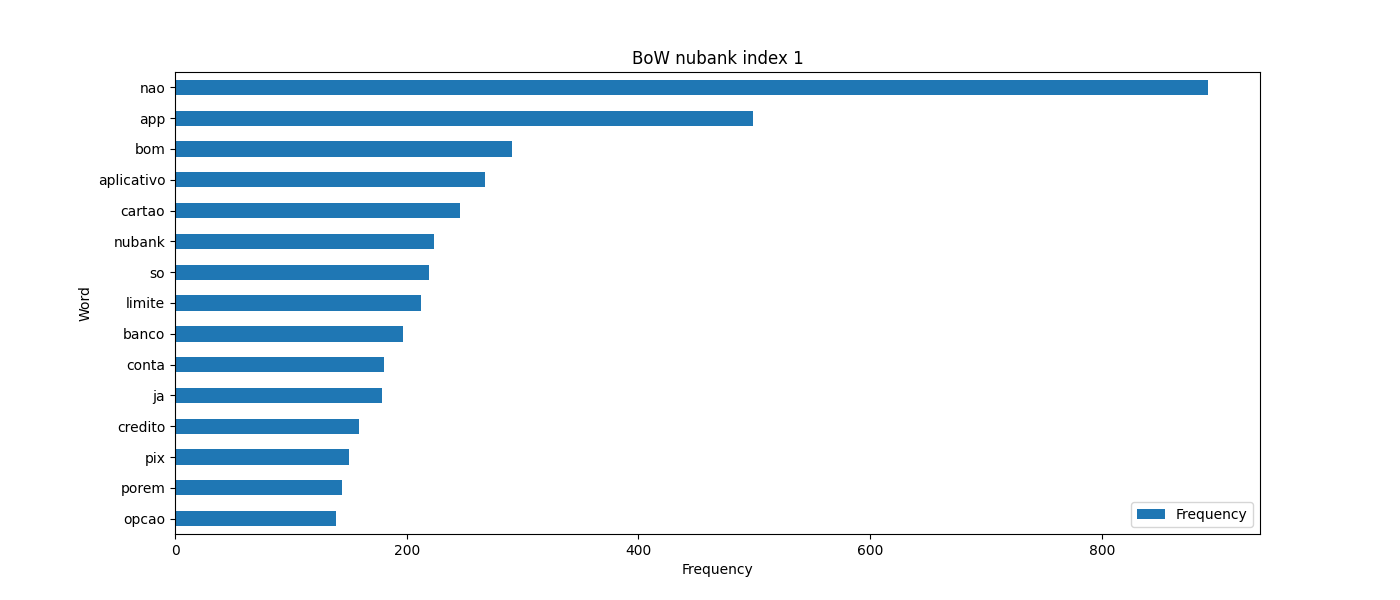 BoW nubank index 1
nao
app
bom
aplicativo
cartao
nubank
so
limite
banco
conta
ja
credito
pix
porem
opcao
Word
0 200 400 600 800
Frequency
Frequency